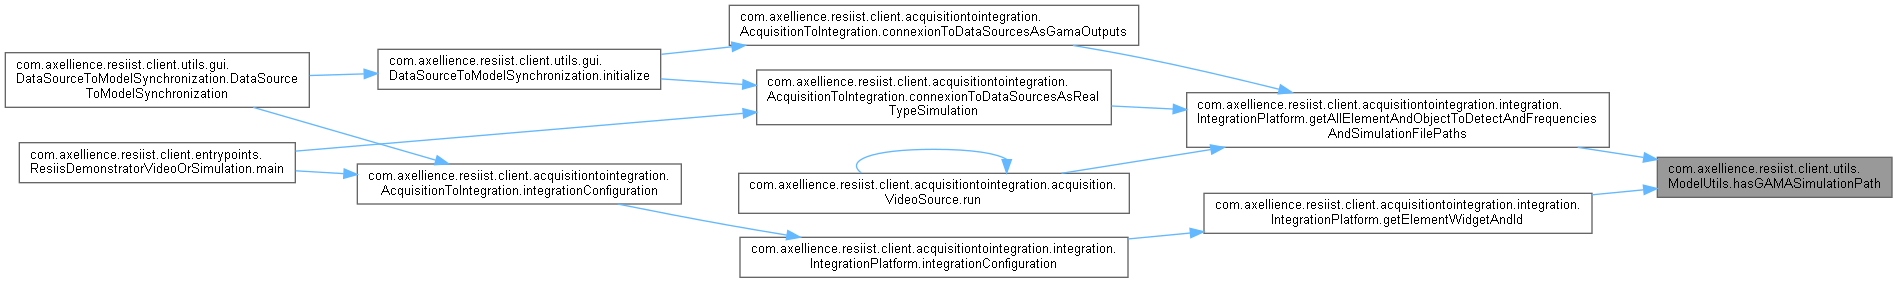 com.axellience.resiist.client.utils.gui.
DataSourceToModelSynchronization.DataSource
ToModelSynchronization
com.axellience.resiist.client.entrypoints.
ResiisDemonstratorVideoOrSimulation.main
com.axellience.resiist.client.utils.gui.
DataSourceToModelSynchronization.initialize
com.axellience.resiist.client.acquisitiontointegration.
AcquisitionToIntegration.integrationConfiguration
com.axellience.resiist.client.acquisitiontointegration.
AcquisitionToIntegration.connexionToDataSourcesAsGamaOutputs
com.axellience.resiist.client.acquisitiontointegration.
AcquisitionToIntegration.connexionToDataSourcesAsReal
TypeSimulation
com.axellience.resiist.client.acquisitiontointegration.acquisition.
VideoSource.run
com.axellience.resiist.client.acquisitiontointegration.integration.
IntegrationPlatform.integrationConfiguration
com.axellience.resiist.client.acquisitiontointegration.integration.
IntegrationPlatform.getAllElementAndObjectToDetectAndFrequencies
AndSimulationFilePaths
com.axellience.resiist.client.acquisitiontointegration.integration.
IntegrationPlatform.getElementWidgetAndId
com.axellience.resiist.client.utils.
ModelUtils.hasGAMASimulationPath